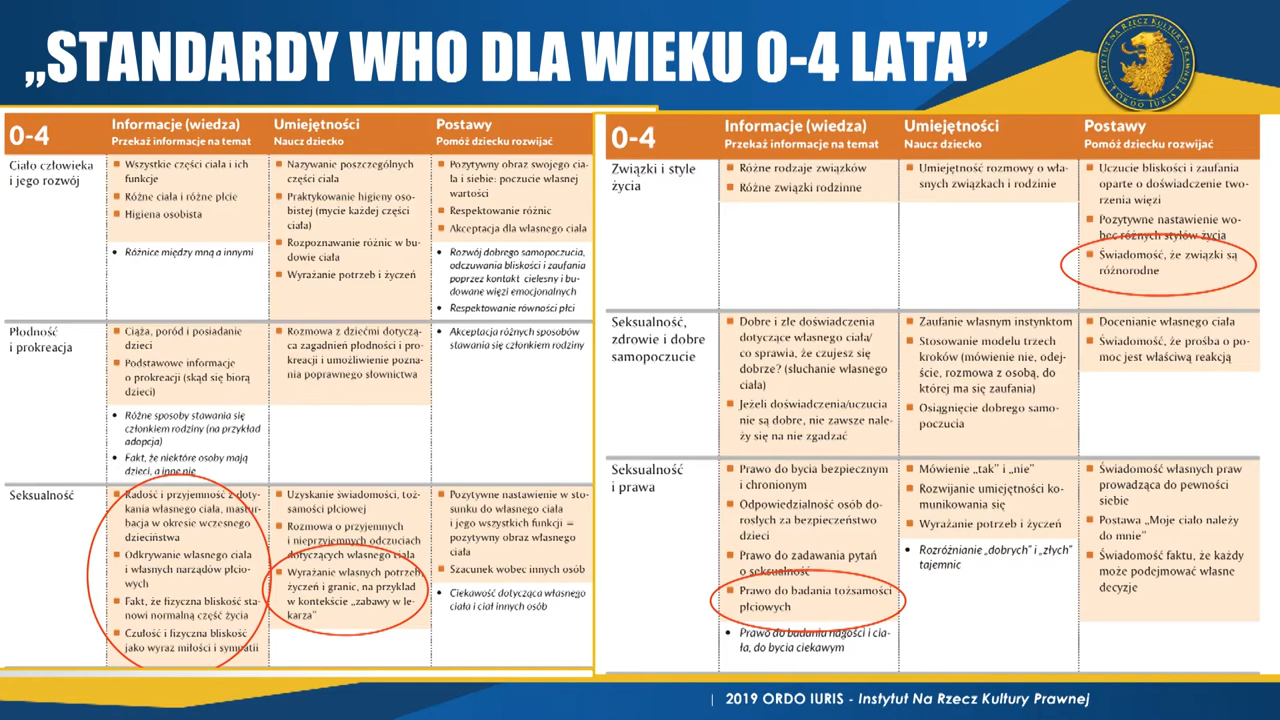 „STANDARDY WHO DLA WIEKU 0-4 LATA”
INSTYTUT NA RZECZ KULTURY PRAWNEJ
ORDO IURIS
0-4
Informacje (wiedza)
Przekaż informacje na temat
Umiejętności
Naucz dziecko
Postawy
Pomóż dziecku rozwijać
Ciało człowieka
i jego rozwój
Wszystkie części ciała i ich
funkcje
Różne ciała i różne płcie
Higiena osobista
• Różnice między mną a innymi
Nazywanie poszczególnych
części ciała
Praktykowanie higieny oso-
bistej (mycie każdej części
ciała)
Rozpoznawanie różnic w bu-
dowie ciała
Wyrażanie potrzeb i życzeń
Pozytywny obraz swojego cia-
ła i siebie: poczucie własnej
wartości
Respektowanie różnic
Akceptacja dla własnego ciała
• Rozwój dobrego samopoczucia,
odczuwania bliskości i zaufania
poprzez kontakt cielesny i bu-
dowane więzi emocjonalnych
• Respektowanie równości płci
Płodność
i prokreacja
Ciąża, poród i posiadanie
dzieci
Podstawowe informacje
o prokreacji (skąd się biorą
dzieci)
• Różne sposoby stawania się
członkiem rodziny (na przykład
adopcja)
• Fakt, że niektóre osoby mają
dzieci, a inne nie
Rozmowa z dziećmi dotyczą-
ca zagadnień płodności i pro-
kreacji i umożliwienie pozna-
nia poprawnego słownictwa
• Akceptacja różnych sposobów
stawania się członkiem rodziny
Seksualność
Radość i przyjemność z doty-
kania własnego ciała, mastur-
bacja w okresie wczesnego
dzieciństwa
Odkrywanie własnego ciała
i własnych narządów płcio-
wych
Fakt, że fizyczna bliskość sta-
nowi normalną część życia
Czułość i fizyczna bliskość
jako wyraz miłości i sympatii
Uzyskanie świadomości, toż-
samości płciowej
Rozmowa o przyjemnych
i nieprzyjemnych odczuciach
dotyczących własnego ciała
Wyrażanie własnych potrzeb,
życzeń i granic, na przykład
w kontekście „zabawy w le-
karza”
Pozytywne nastawienie w sto-
sunku do własnego ciała
i jego wszystkich funkcji =
pozytywny obraz własnego
ciała
Szacunek wobec innych osób
• Ciekawość dotycząca własnego
ciała i ciał innych osób
0-4
Informacje (wiedza)
Przekaż informacje na temat
Umiejętności
Naucz dziecko
Postawy
Pomóż dziecku rozwijać
Związki i style
życia
Różne rodzaje związków
Różne związki rodzinne
Umiejętność rozmowy o wła-
snych związkach i rodzinie
Uczucie bliskości i zaufania
oparte o doświadczenie two-
rzenia więzi
Pozytywne nastawienie wo-
bec różnych stylów życia
Świadomość, że związki są
różnorodne
Seksualność,
zdrowie i dobre
samopoczucie
Dobre i złe doświadczenia
dotyczące własnego ciała/
co sprawia, że czujesz się
dobrze? (słuchanie własnego
ciała)
Jeżeli doświadczenia/uczucia
nie są dobre, nie zawsze nale-
ży się na nie zgadzać
Zaufanie własnym instynktom
Stosowanie modelu trzech
kroków (mówienie nie, odej-
ście, rozmowa z osobą, do
której ma się zaufania)
Osiągnięcie dobrego samo-
poczucia
Docenianie własnego ciała
Świadomość, że prośba o po-
moc jest właściwą reakcją
Seksualność
i prawa
Prawo do bycia bezpiecznym
i chronionym
Odpowiedzialność osób do-
rosłych za bezpieczeństwo
dzieci
Prawo do zadawania pytań
o seksualność
Prawo do badania tożsamości
płciowych
• Prawo do badania nagości i cia-
ła, do bycia ciekawym
Mówienie „tak” i „nie”
Rozwijanie umiejętności ko-
munikowania się
Wyrażanie potrzeb i życzeń
• Rozróżnianie „dobrych” i „złych”
tajemnic
Świadomość własnych praw
prowadząca do pewności
siebie
Postawa „Moje ciało należy
do mnie”
Świadomość faktu, że każdy
może podejmować własne
decyzje
| 2019 ORDO IURIS - Instytut Na Rzecz Kultury Prawnej